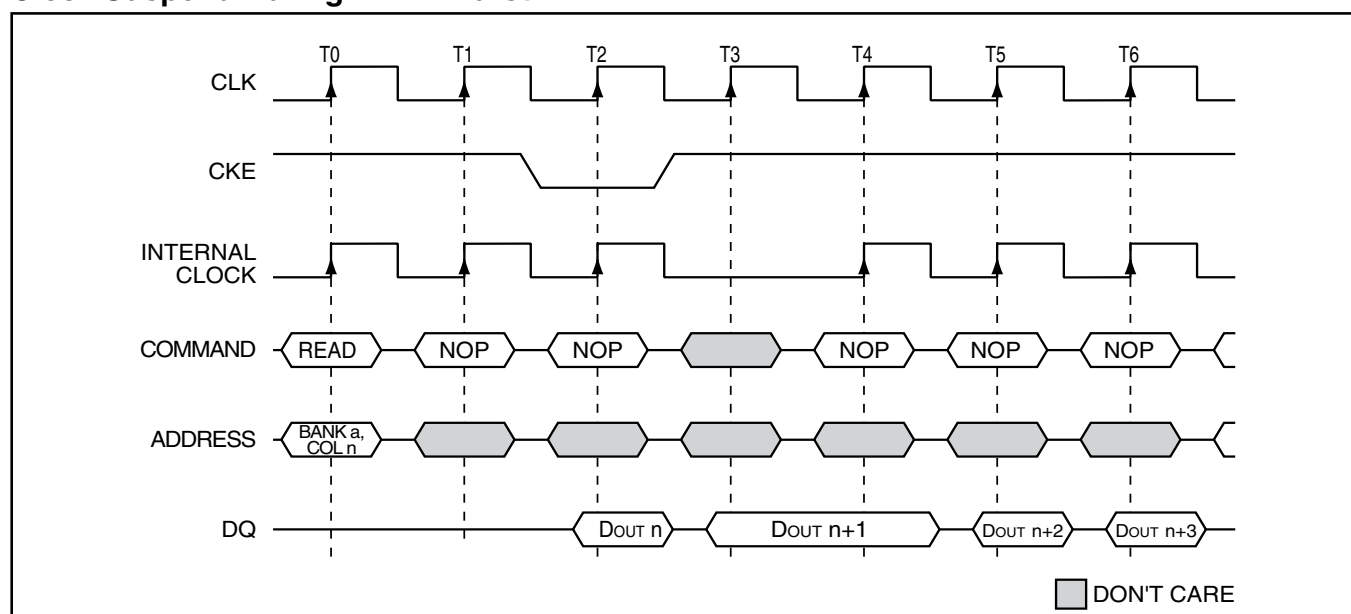 T0 T1 T2 T3 T4 T5 T6
CLK
CKE
INTERNAL
CLOCK
COMMAND READ NOP NOP NOP NOP NOP
ADDRESS BANK a,
COL n
DQ DOUT n DOUT n+1 DOUT n+2 DOUT n+3
DON'T CARE